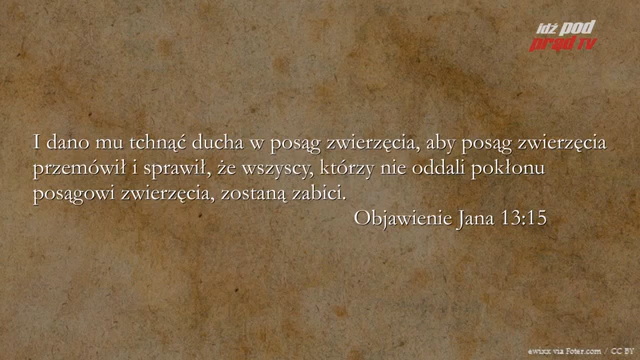 idź pod
prąd TV
I dano mu tchnąć ducha w posąg zwierzęcia, aby posąg zwierzęcia
przemówił i sprawił, że wszyscy, którzy nie oddali pokłonu
posągowi zwierzęcia, zostaną zabici.
Objawienie Jana 13:15
ewixx via Foter.com / CC BY